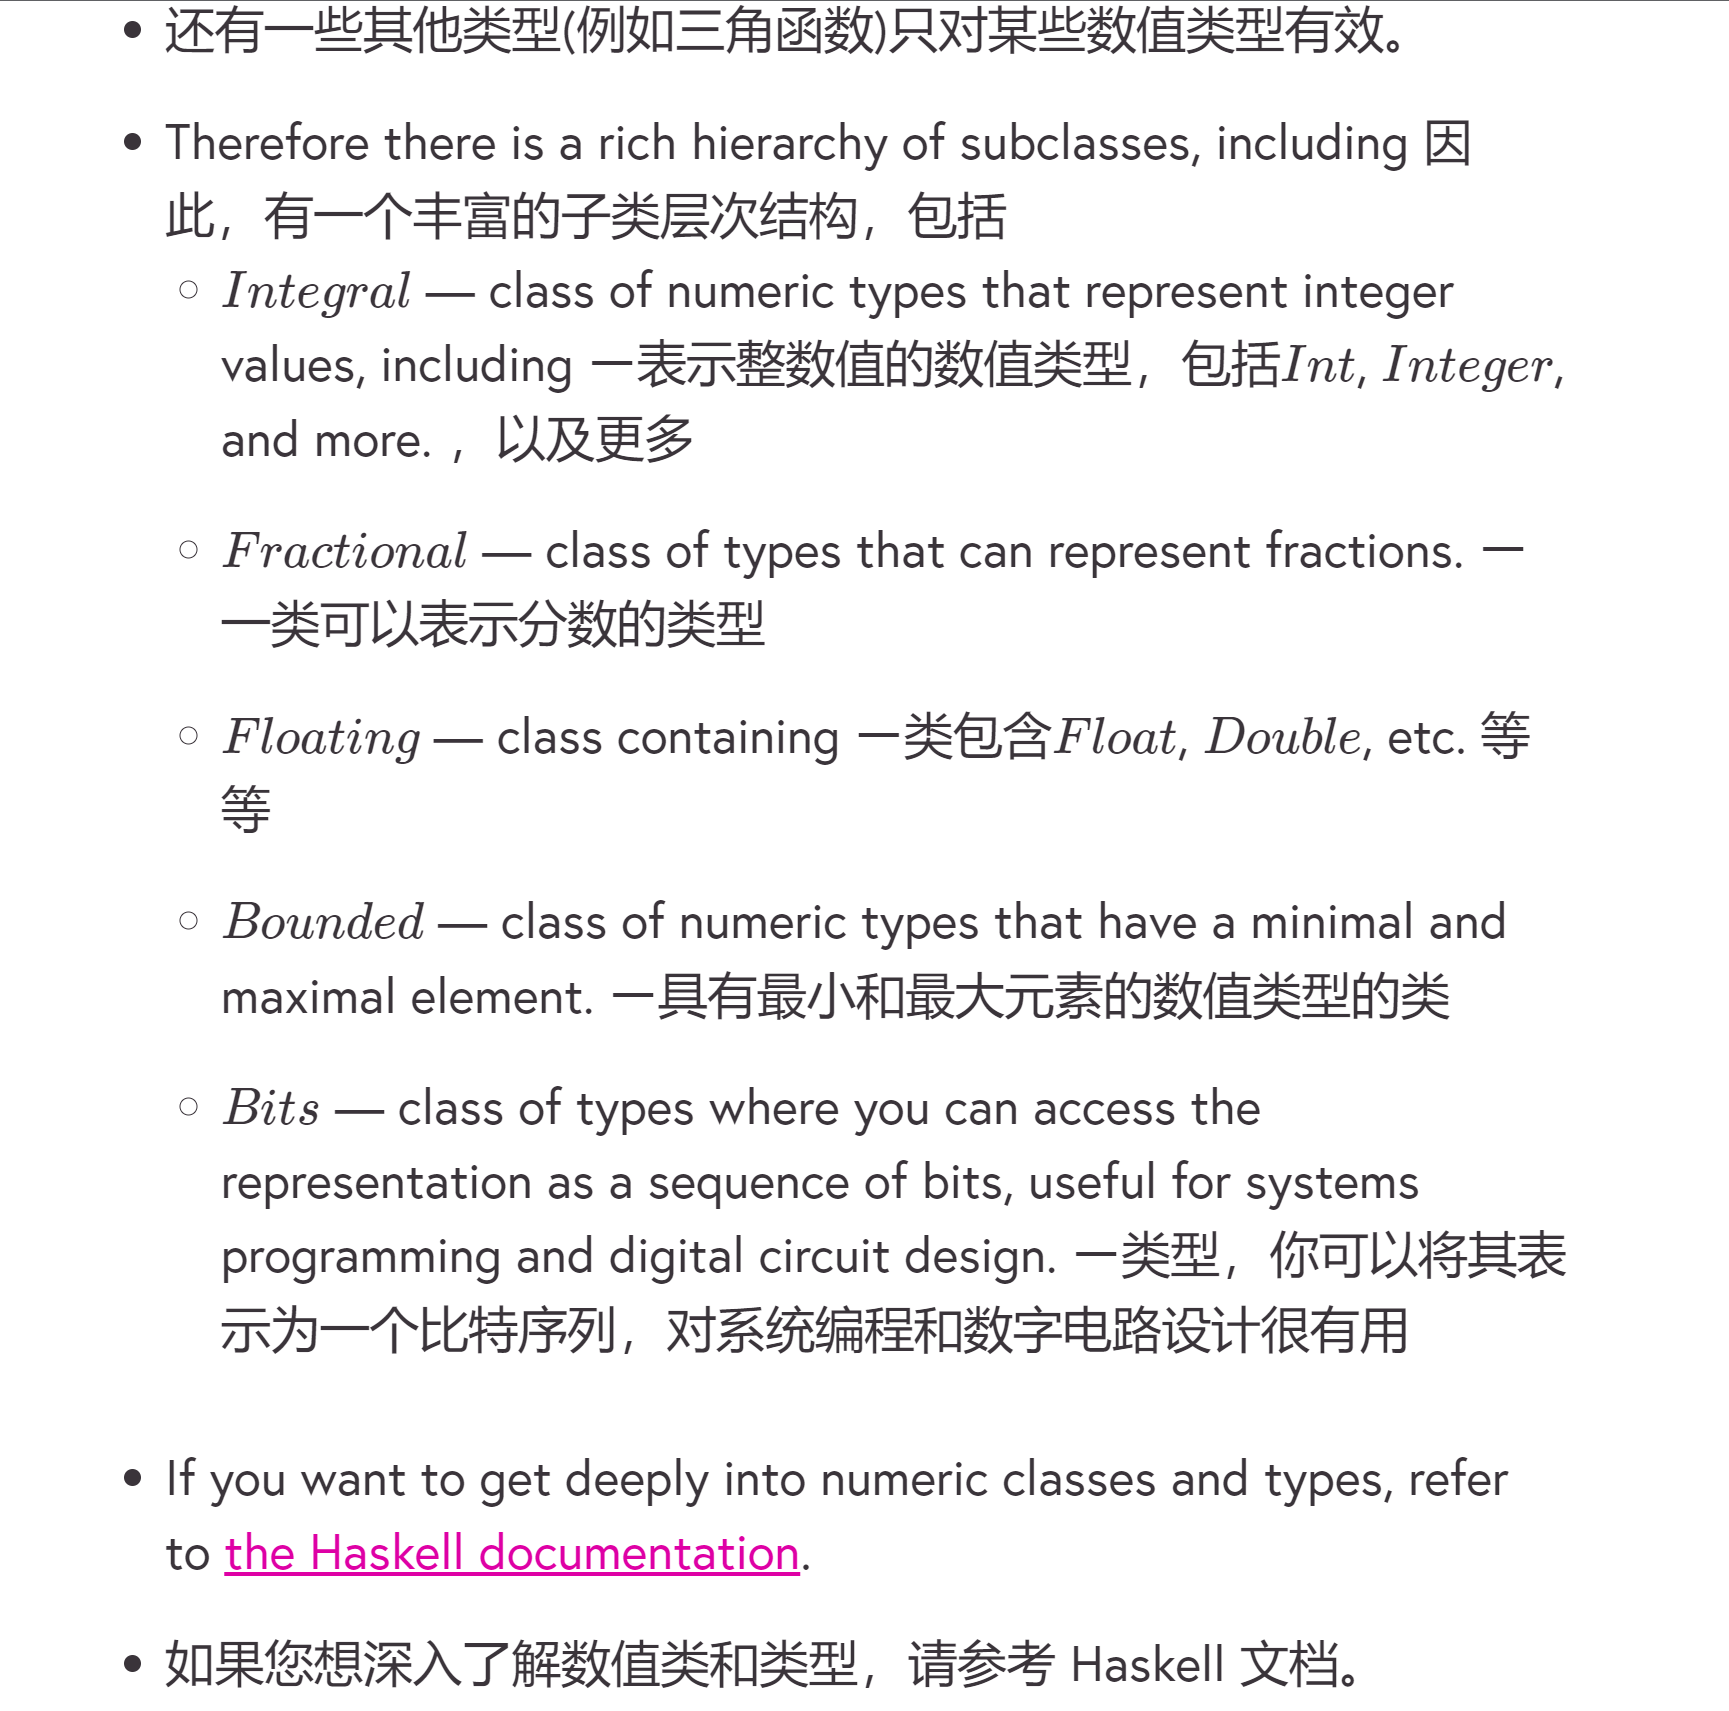 还有一些其他类型(例如三角函数)只对某些数值类型有效。
Therefore there is a rich hierarchy of subclasses, including 因
此，有一个丰富的子类层次结构，包括
Integral — class of numeric types that represent integer
values, including 一表示整数值的数值类型，包括Int, Integer,
and more. ，以及更多
Fractional — class of types that can represent fractions. 一
一类可以表示分数的类型
Floating — class containing 一类包含Float, Double, etc. 等
等
Bounded — class of numeric types that have a minimal and
maximal element. 一具有最小和最大元素的数值类型的类
Bits — class of types where you can access the
representation as a sequence of bits, useful for systems
programming and digital circuit design. 一类型，你可以将其表
示为一个比特序列，对系统编程和数字电路设计很有用
If you want to get deeply into numeric classes and types, refer
to the Haskell documentation.
如果您想深入了解数值类和类型，请参考 Haskell 文档。